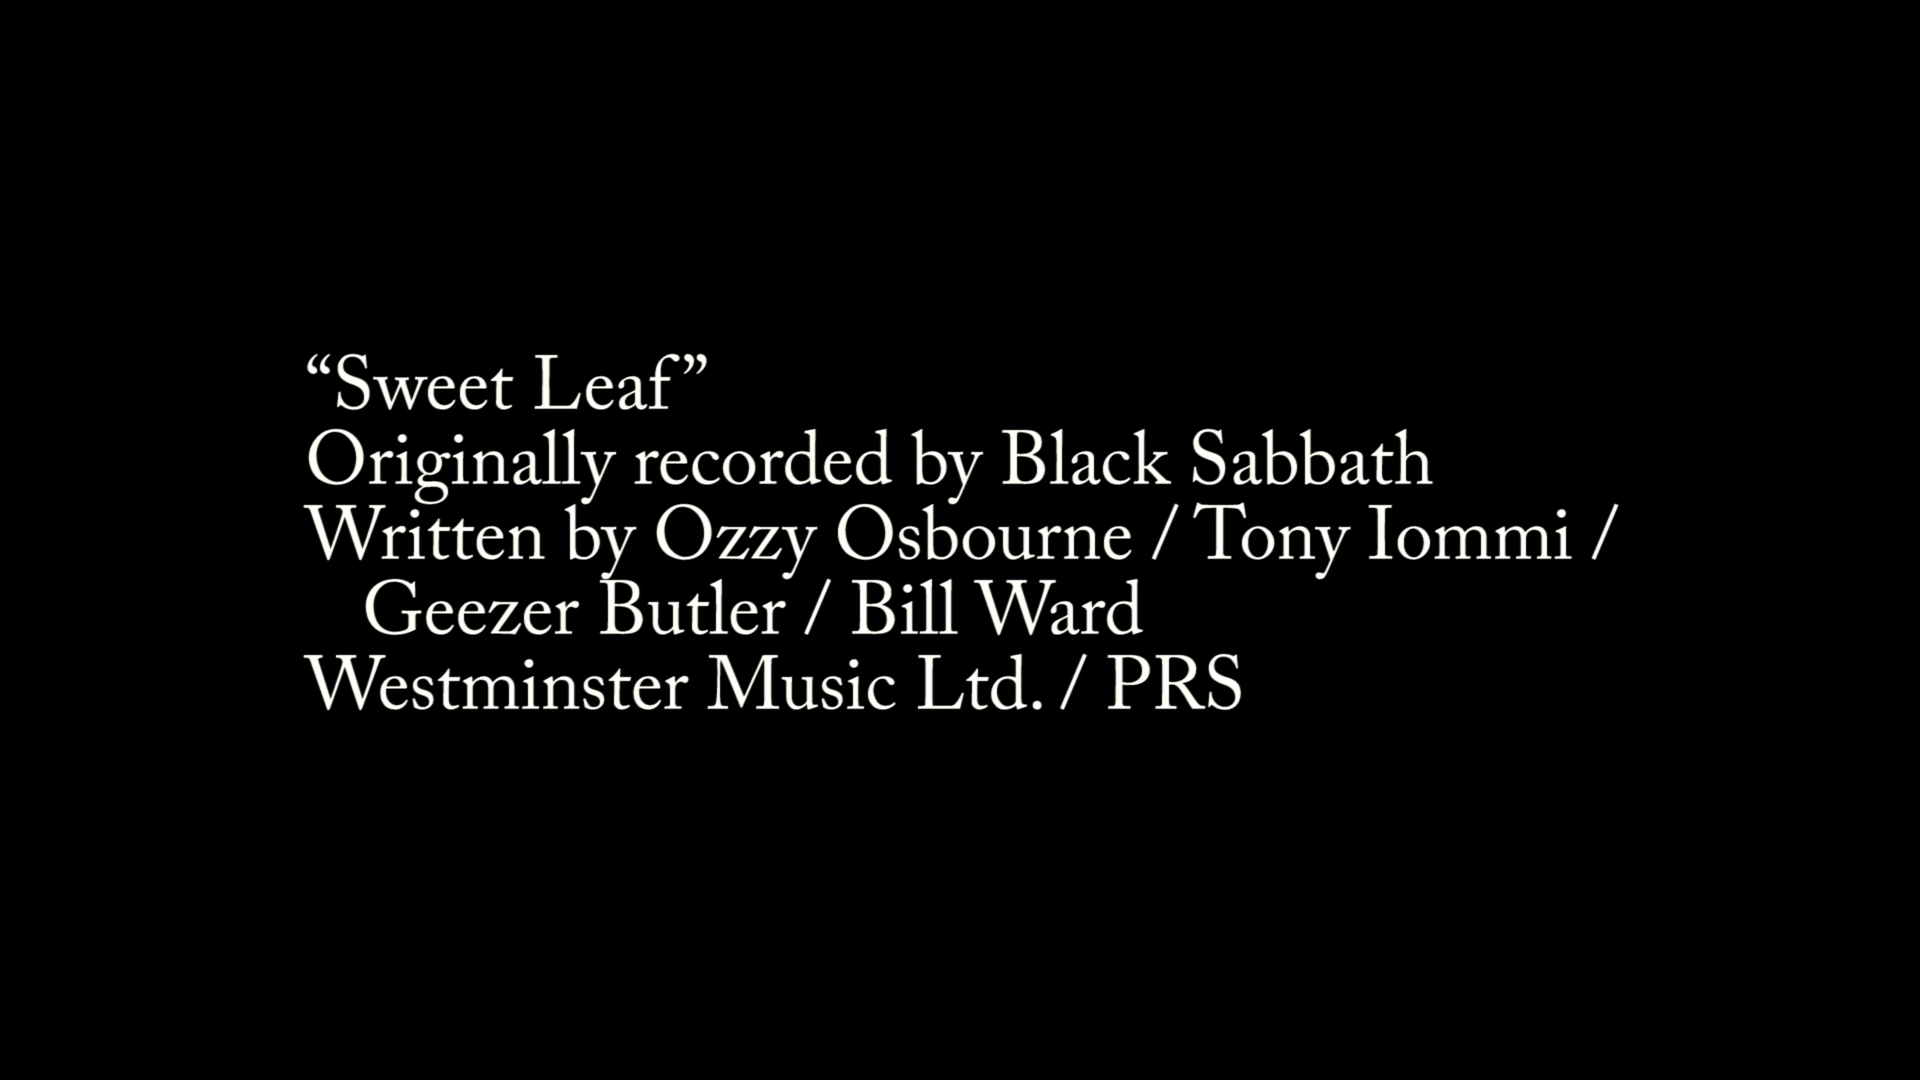 “Sweet Leaf”
Originally recorded by Black Sabbath
Written by Ozzy Osbourne / Tony Iommi /
Geezer Butler / Bill Ward
Westminster Music Ltd. / PRS